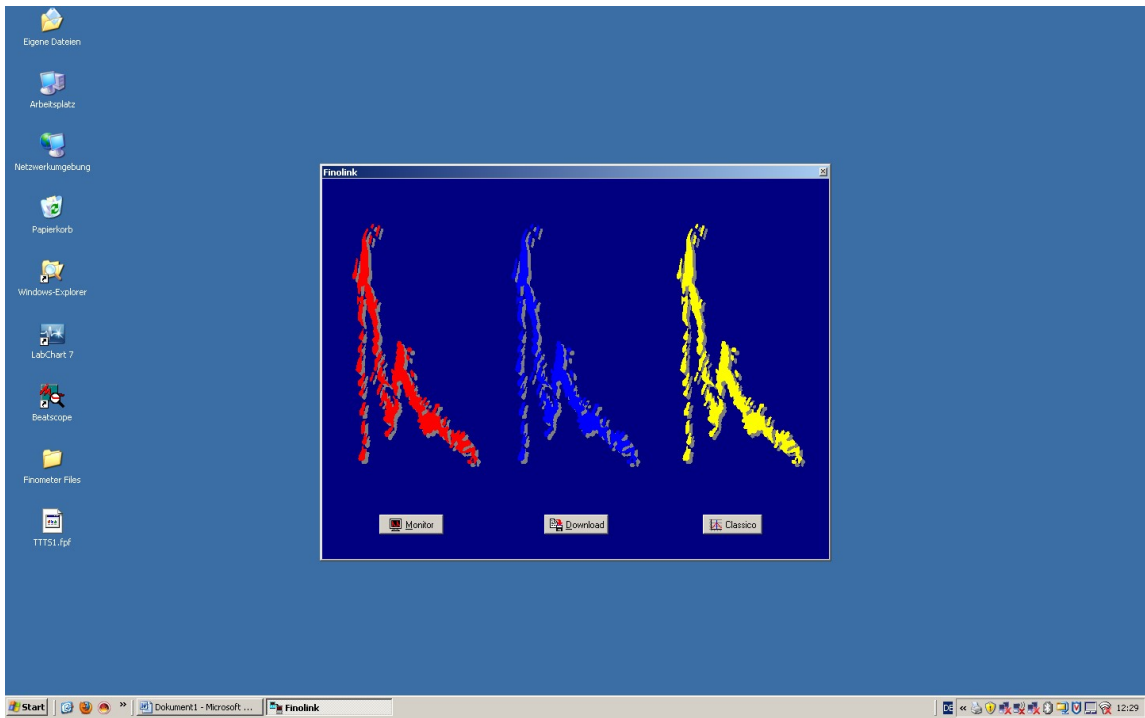 Eigene Dateien
Arbeitsplatz
Netzwerkumgebung
Papierkorb
Windows-Explorer
LabChart 7
Beatscope
Finometer Files
TTTS1.fpf
Finolink
Monitor
Download
Classico
Start
»
Dokument1 - Microsoft ...
Finolink
DE
«
12:29